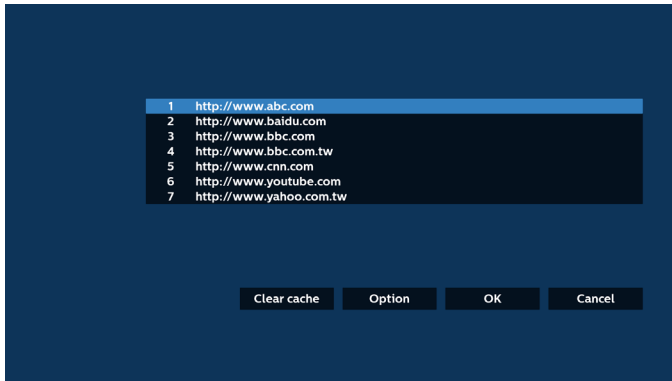 1 http://www.abc.com
2 http://www.baidu.com
3 http://www.bbc.com
4 http://www.bbc.com.tw
5 http://www.cnn.com
6 http://www.youtube.com
7 http://www.yahoo.com.tw
Clear cache Option OK Cancel